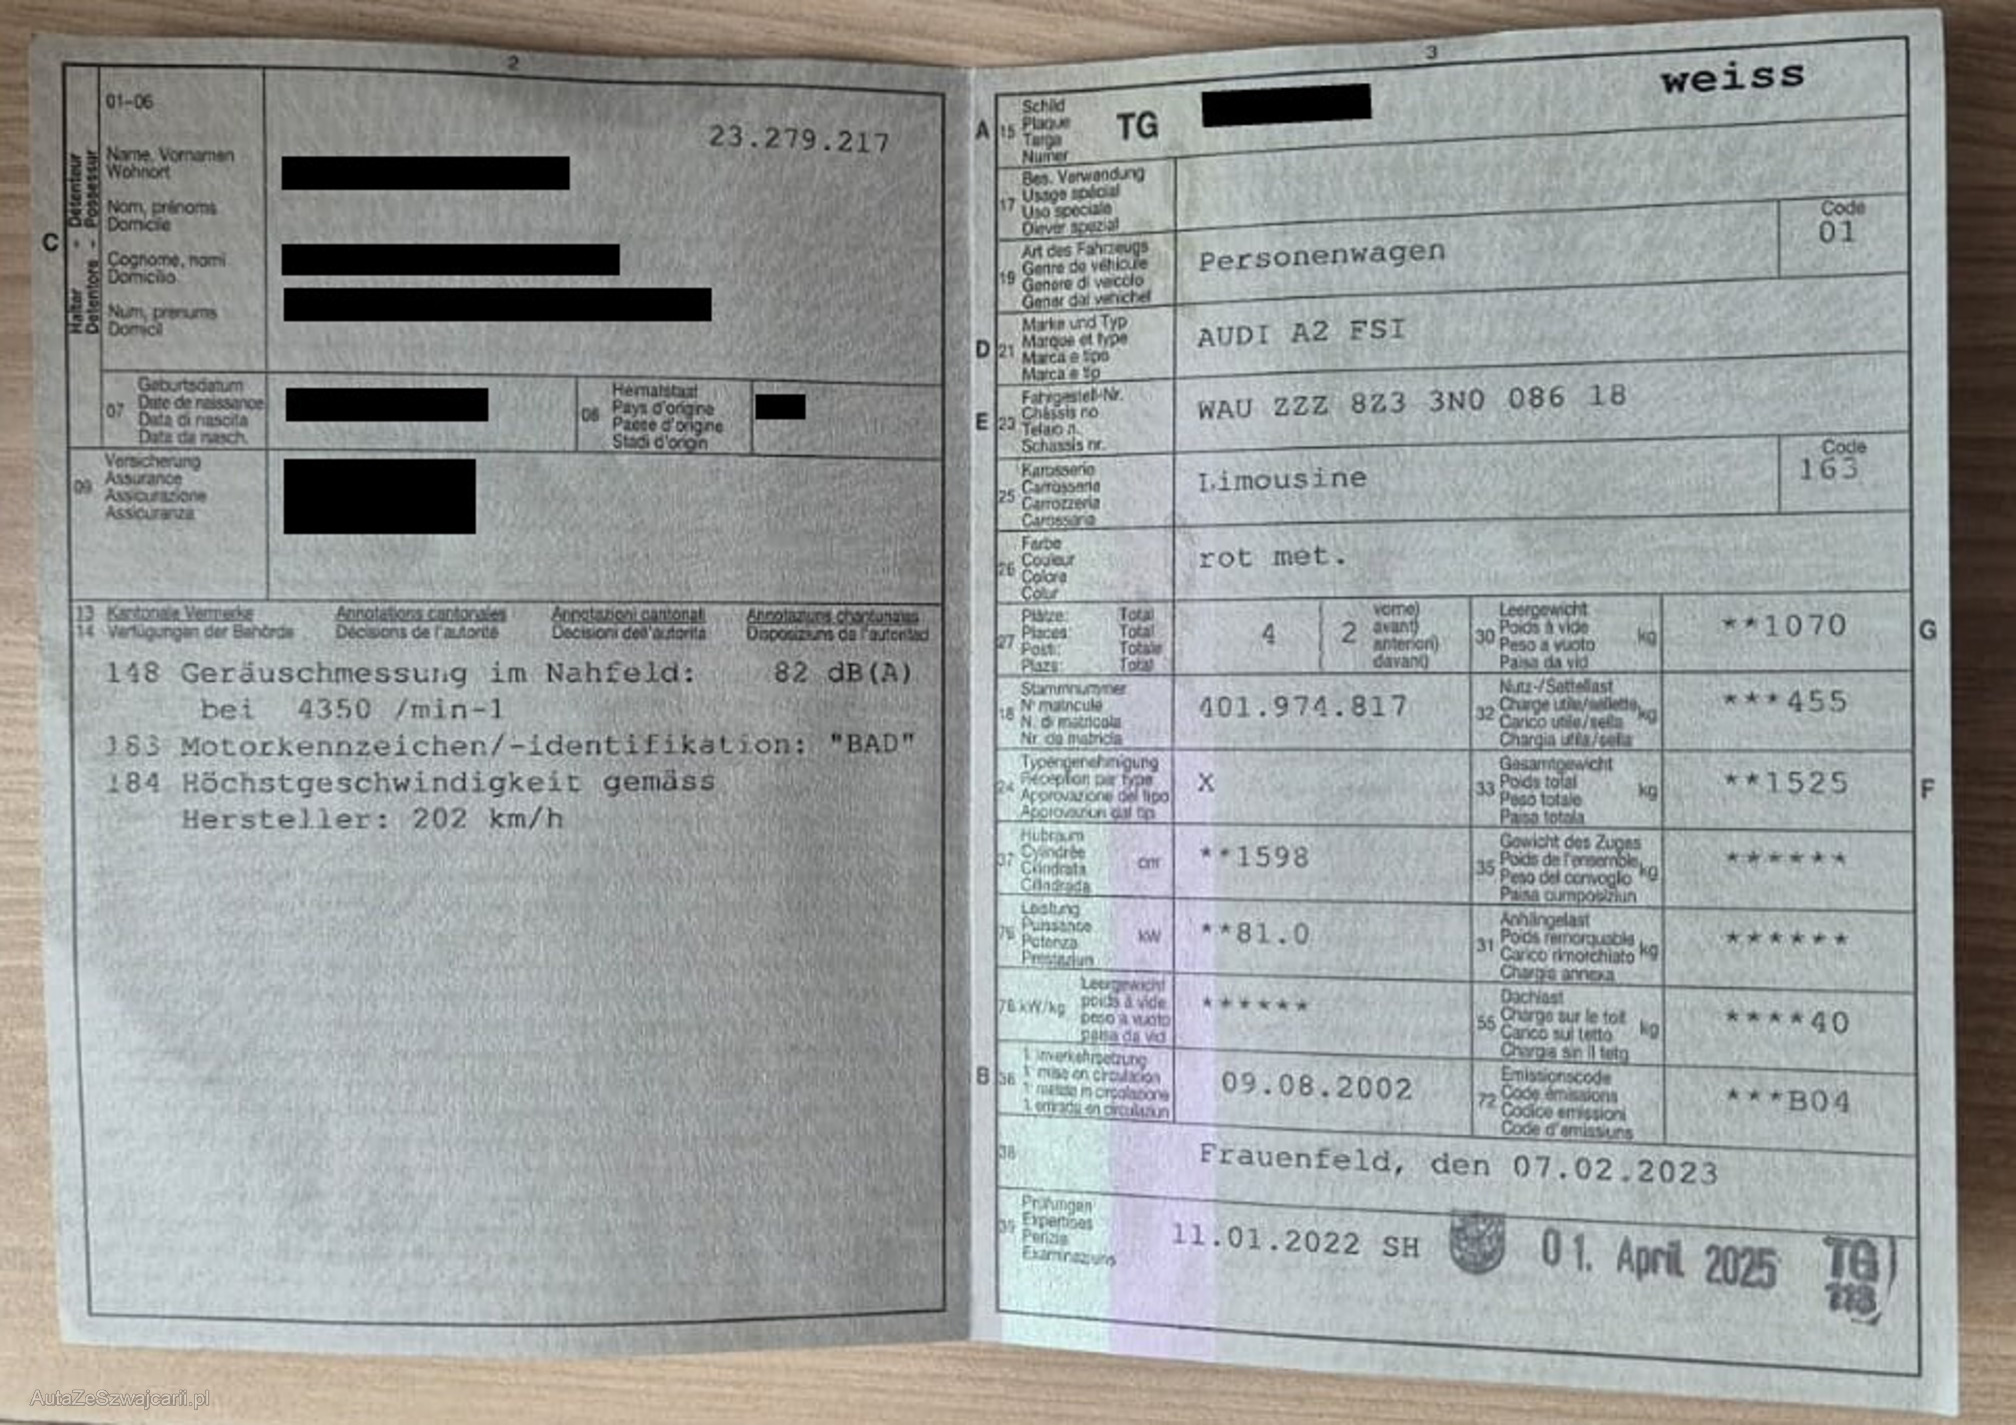 2
01-06
23.279.217
C
Halter - Détenteur
Detentore - Possessur
Name, Vornamen
Wohnort
Nom, prénoms
Domicile
Cognome, nomi
Domicilio
Num, prenums
Domicil
07
Geburtsdatum
Date de naissance
Data di nascita
Data da nasch.
08
Heimatstaat
Pays d'origine
Paese d'origine
Stadi d'origin
09
Versicherung
Assurance
Assicurazione
Assicuranza
13 Kantonale Vermerke Annotations cantonales Annotazioni cantonali Annotaziuns chantunalas
14 Verfügungen der Behörde Décisions de l'autorité Decisioni dell'autorità Disposiziuns da l'autoritad
148 Geräuschmessung im Nahfeld: 82 dB(A)
bei 4350 /min-1
183 Motorkennzeichen/-identifikation: "BAD"
184 Höchstgeschwindigkeit gemäss
Hersteller: 202 km/h
3
weiss
A 15
Schild
Plaque
Targa
Numer
TG
17
Bes. Verwendung
Usage spécial
Uso speciale
Diever spezial
19
Art des Fahrzeugs
Genre de véhicule
Genere di veicolo
Gener dal vehichel
Personenwagen
Code
01
D 21
Marke und Typ
Marque et type
Marca e tipo
Marca e tip
AUDI A2 FSI
E 23
Fahrgestell-Nr.
Châssis no
Telaio n.
Schassis nr.
WAU ZZZ 8Z3 3N0 086 18
25
Karosserie
Carrosserie
Carrozzeria
Carossaria
Limousine
Code
163
26
Farbe
Couleur
Colore
Colur
rot met.
27
Plätze: Total
Places: Total
Posti: Totale
Plazs: Total
4
(2
vorne)
avant)
anteriori)
davant)
30
Leergewicht
Poids à vide
Peso a vuoto
Paisa da vid
kg
**1070
G
18
Stammnummer
N° matricule
N. di matricola
Nr. da matricla
401.974.817
32
Nutz-/Sattellast
Charge utile/sellette
Carico utile/sella
Chargia utila/sella
kg
***455
24
Typengenehmigung
Réception par type
Approvazione del tipo
Approvaziun dal tip
X
33
Gesamtgewicht
Poids total
Peso totale
Paisa totala
kg
**1525
F
37
Hubraum
Cylindrée
Cilindrata
Cilindrada
cm³
**1598
35
Gewicht des Zuges
Poids de l'ensemble
Peso del convoglio
Paisa cumposiziun
kg
******
76
Leistung
Puissance
Potenza
Prestaziun
kW
**81.0
31
Anhängelast
Poids remorquable
Carico rimorchiato
Chargia annexa
kg
******
78 kW/kg
Leergewicht
poids à vide
peso a vuoto
paisa da vid
******
55
Dachlast
Charge sur le toit
Carico sul tetto
Chargia sin il tetg
kg
****40
B 36
1. Inverkehrsetzung
1re mise en circulation
1a messa in circolazione
1. entrada en circulaziun
09.08.2002
72
Emissionscode
Code émissions
Codice emissioni
Code d'emissiuns
***B04
38
Frauenfeld, den 07.02.2023
39
Prüfungen
Expertises
Perizia
Examinaziuns
11.01.2022 SH
01. April 2025
TG
AutaZeSzwajcarii.pl